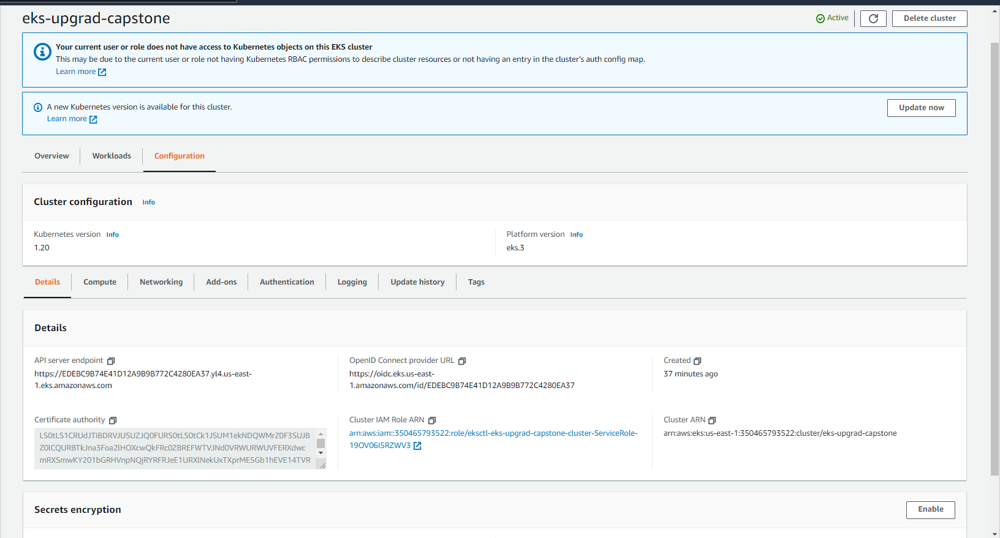 eks-upgrad-capstone
Active
Delete cluster
Your current user or role does not have access to Kubernetes objects on this EKS cluster
This may be due to the current user or role not having Kubernetes RBAC permissions to describe cluster resources or not having an entry in the cluster's auth config map.
Learn more
A new Kubernetes version is available for this cluster.
Learn more
Update now
Overview
Workloads
Configuration
Cluster configuration Info
Kubernetes version Info
1.20
Platform version Info
eks.3
Details
Compute
Networking
Add-ons
Authentication
Logging
Update history
Tags
Details
API server endpoint
https://EDEBC9B74E41D12A9B9B772C4280EA37.yl4.us-east-
1.eks.amazonaws.com
OpenID Connect provider URL
https://oidc.eks.us-east-
1.amazonaws.com/id/EDEBC9B74E41D12A9B9B772C4280EA37
Created
37 minutes ago
Certificate authority
LS0tLS1CRUdJTiBDRVJUSUZJQ0FURS0tLS0tCk1JSUM1ekNDQWMrZ0F3SUJB
Z0lCQURBTkJna3Foa2lHOXcwQkFRc0ZBREFWTVJNd0VRWURWUVFERXdwc
mRXSmwKY201bGRHVnpNQjRYRFRJeE1URXlNekUxTXprME5Gb1hEVE14TVR
Cluster IAM Role ARN
arn:aws:iam::350465793522:role/eksctl-eks-upgrad-capstone-cluster-ServiceRole-
19OV06I5RZWV3
Cluster ARN
arn:aws:eks:us-east-1:350465793522:cluster/eks-upgrad-capstone
Secrets encryption
Enable